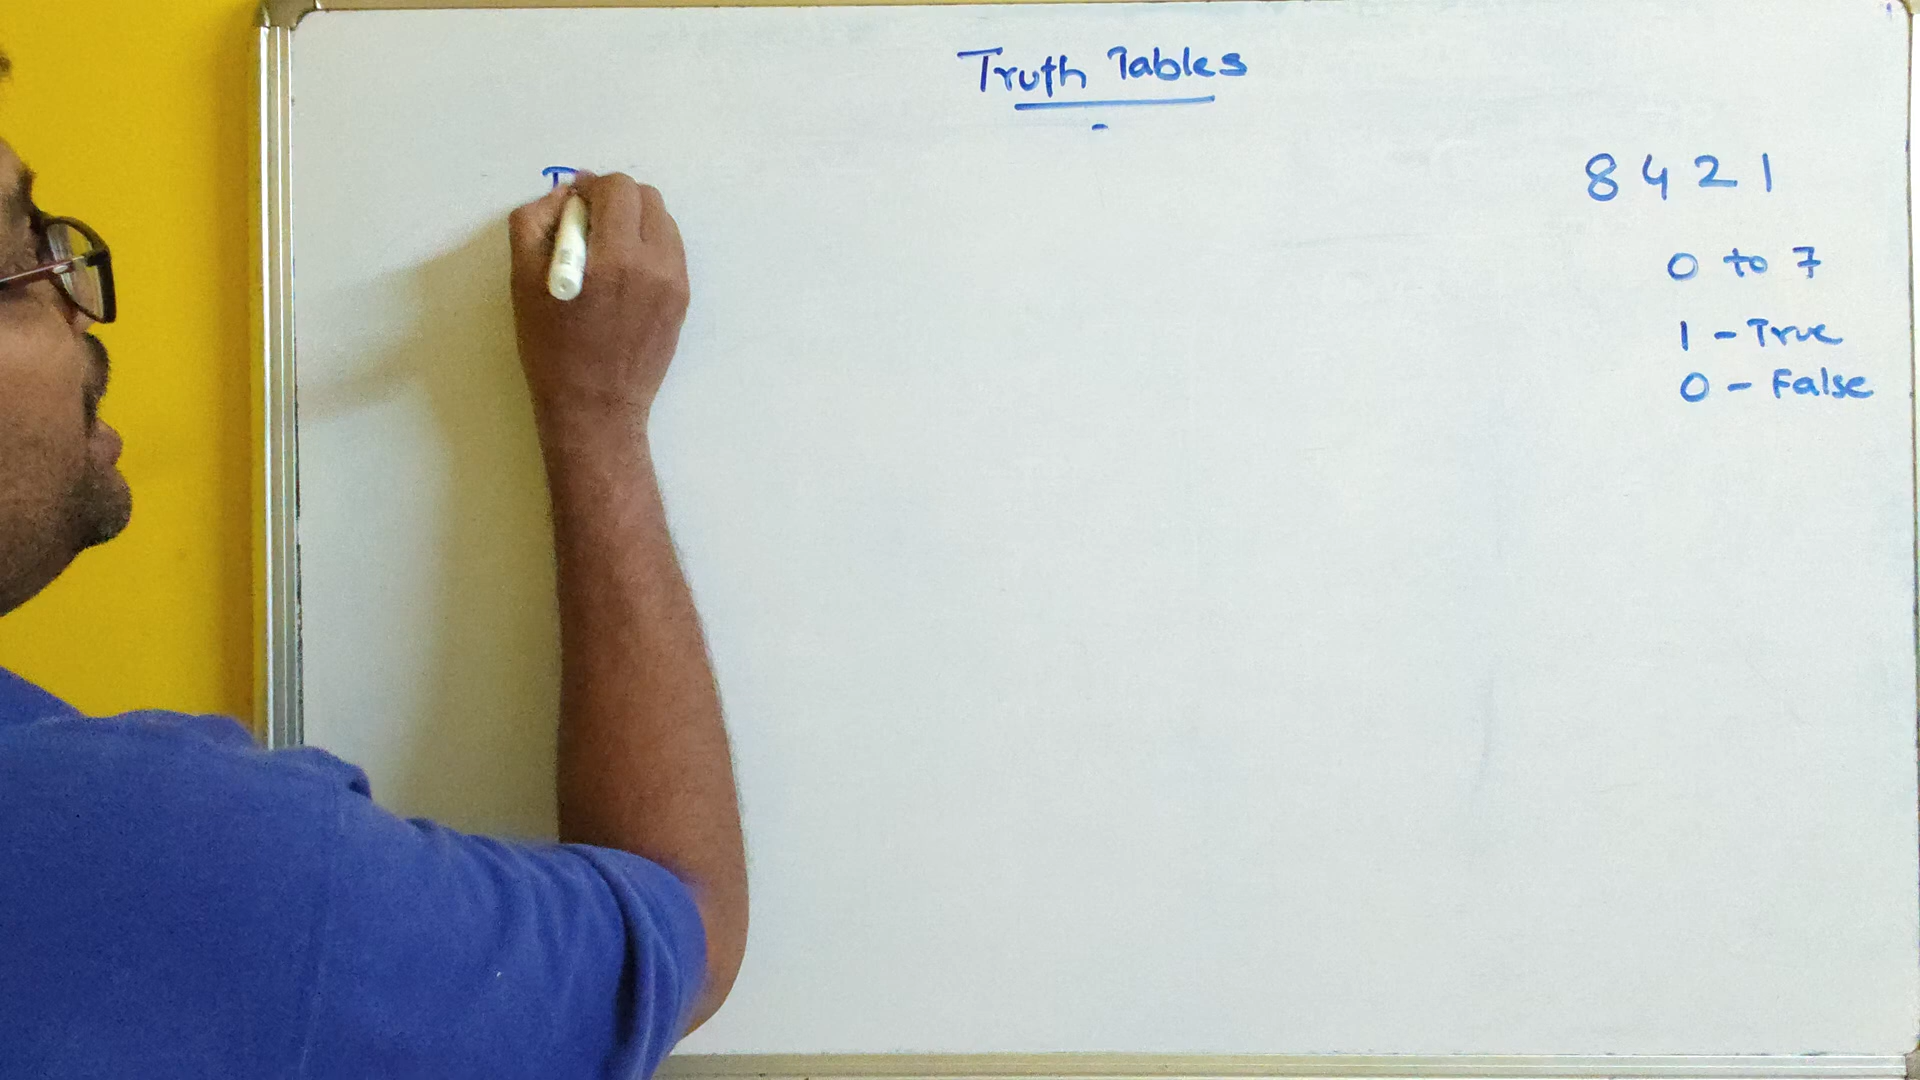 Truth Tables
8 4 2 1
0 to 7
1 - True
0 - False